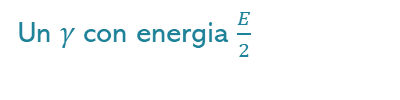 Un γ con energia E/2